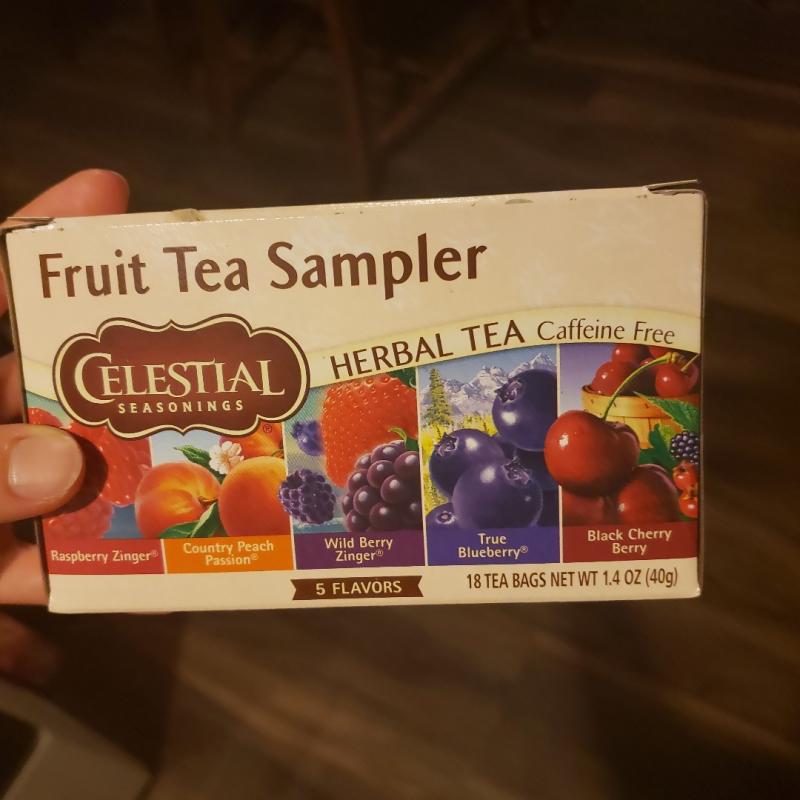 Fruit Tea Sampler
CELESTIAL
SEASONINGS®
HERBAL TEA Caffeine Free
Raspberry Zinger®
Country Peach
Passion®
Wild Berry
Zinger®
True
Blueberry®
Black Cherry
Berry
5 FLAVORS
18 TEA BAGS NET WT 1.4 OZ (40g)